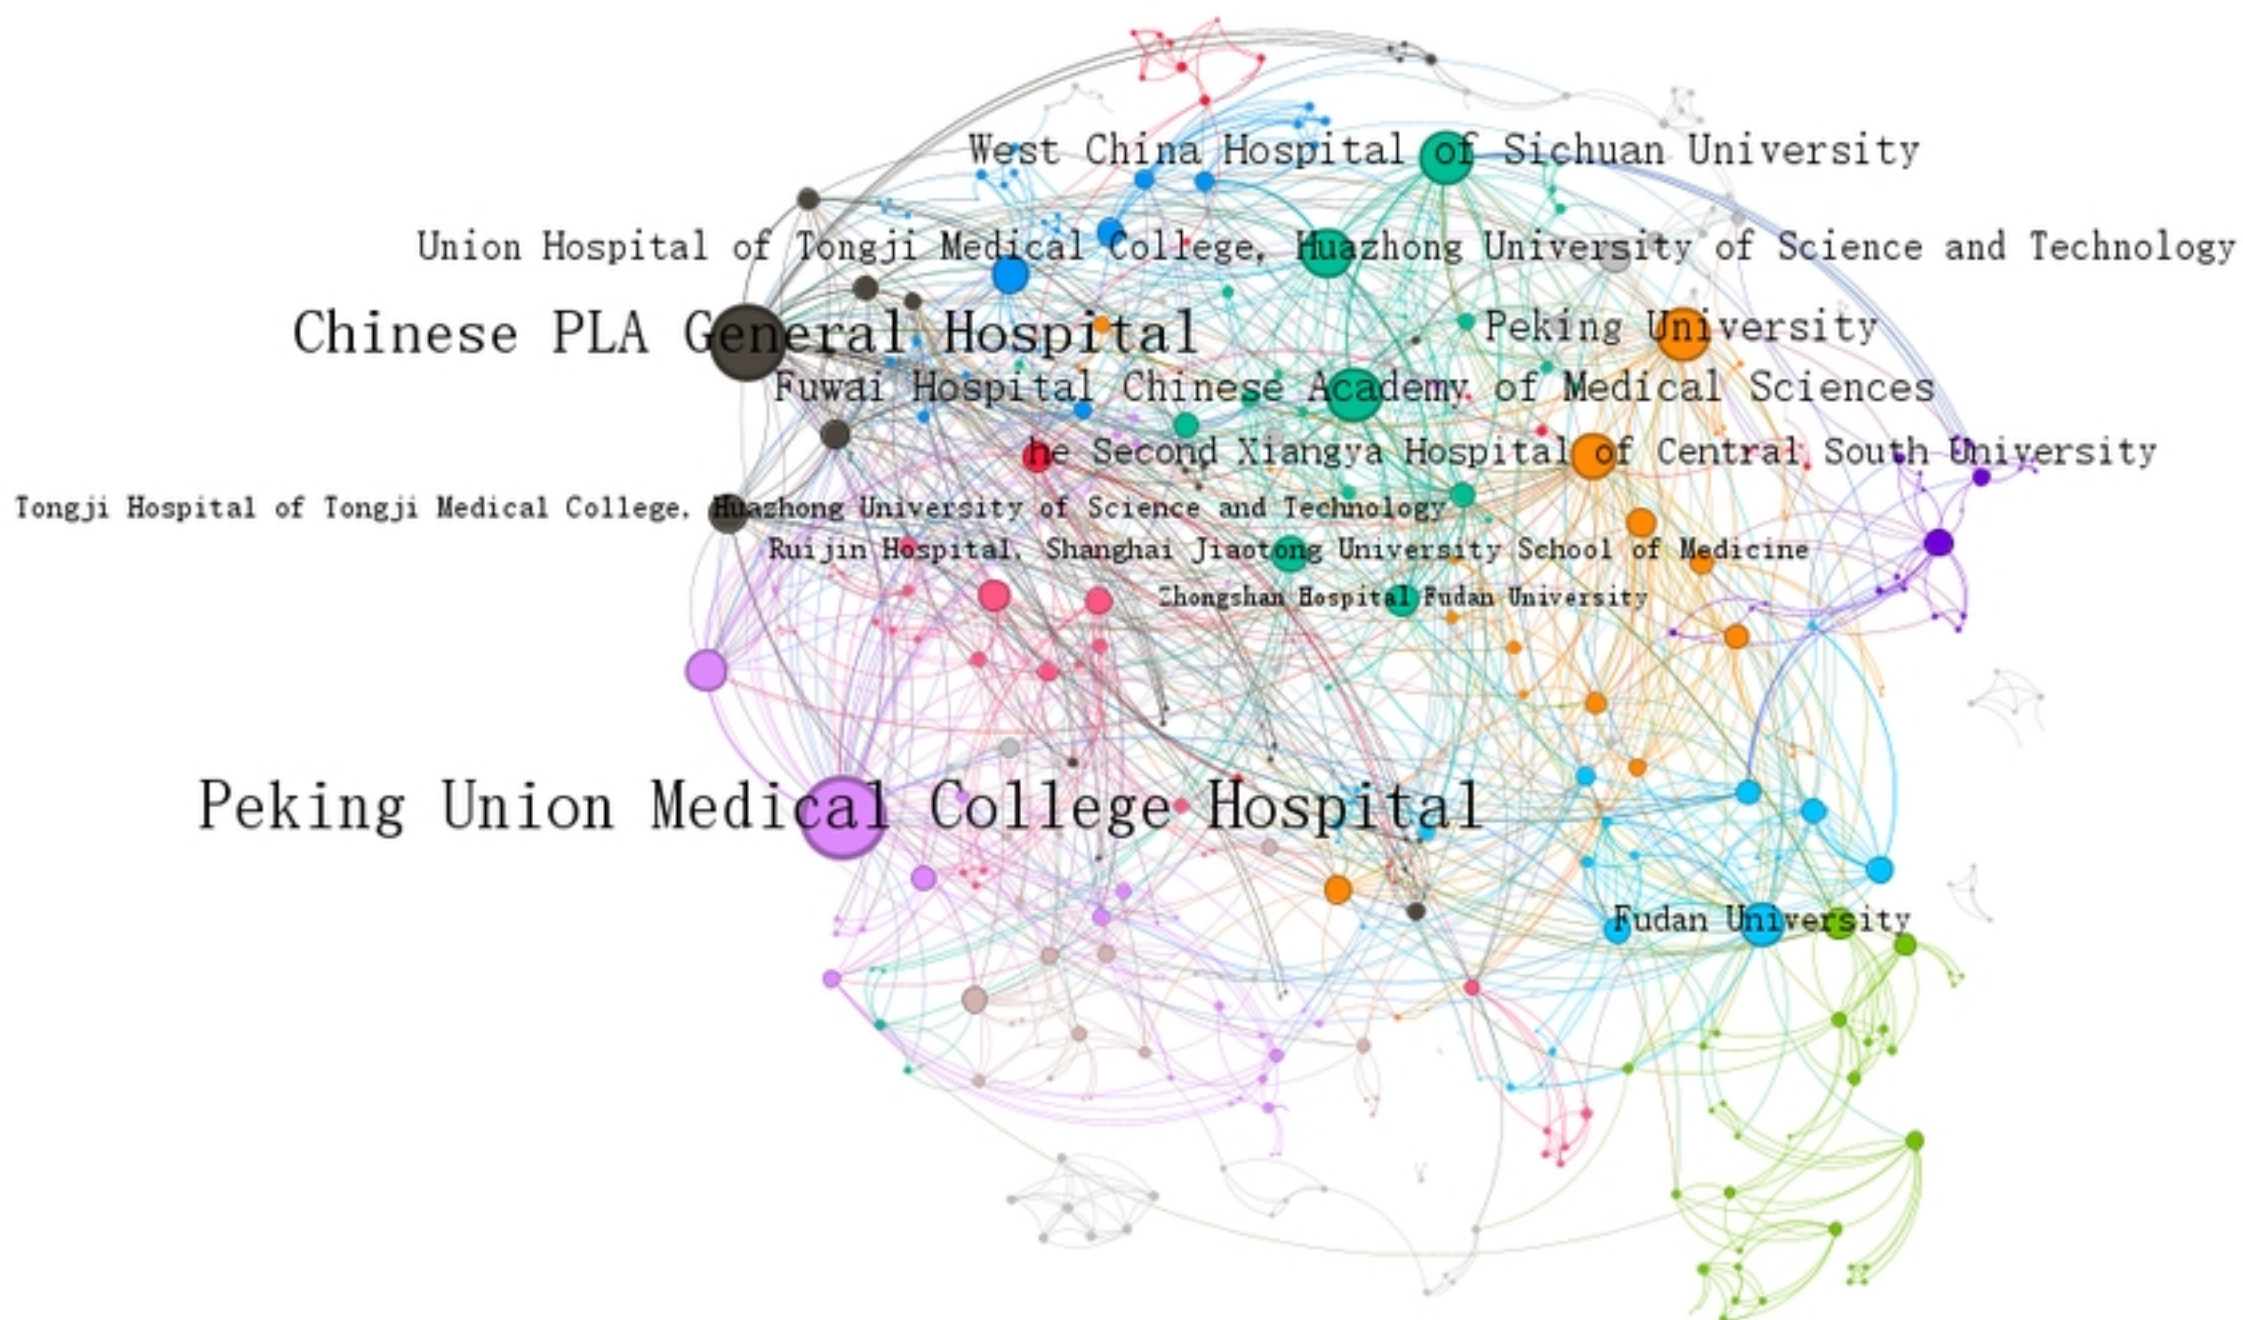 West China Hospital of Sichuan University
Union Hospital of Tongji Medical College, Huazhong University of Science and Technology
Peking University
Chinese PLA General Hospital
Fuwai Hospital Chinese Academy of Medical Sciences
he Second Xiangya Hospital of Central South University
Tongji Hospital of Tongji Medical College, Huazhong University of Science and Technology
Ruijin Hospital, Shanghai Jiaotong University School of Medicine
Zhongshan Hospital Fudan University
Peking Union Medical College Hospital
Fudan University